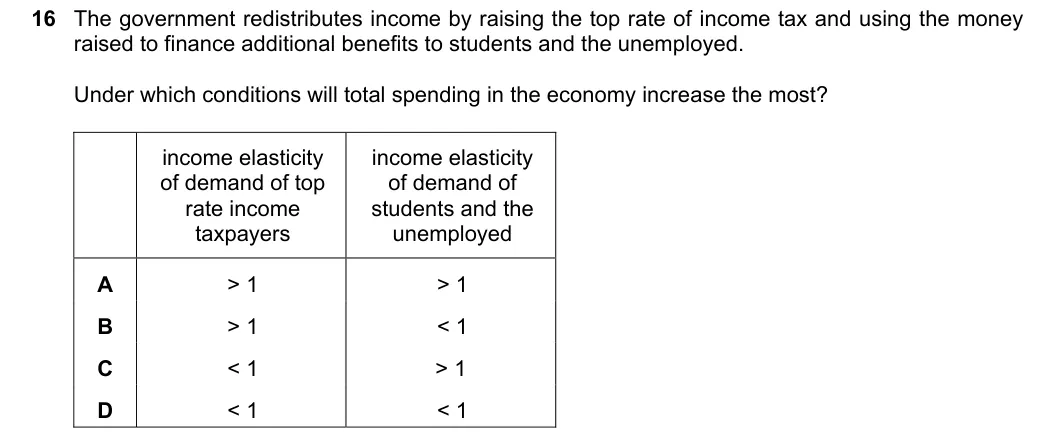 16 The government redistributes income by raising the top rate of income tax and using the money
raised to finance additional benefits to students and the unemployed.
Under which conditions will total spending in the economy increase the most?
income elasticity income elasticity
of demand of top of demand of
rate income students and the
taxpayers unemployed
A > 1 > 1
B > 1 < 1
C < 1 > 1
D < 1 < 1